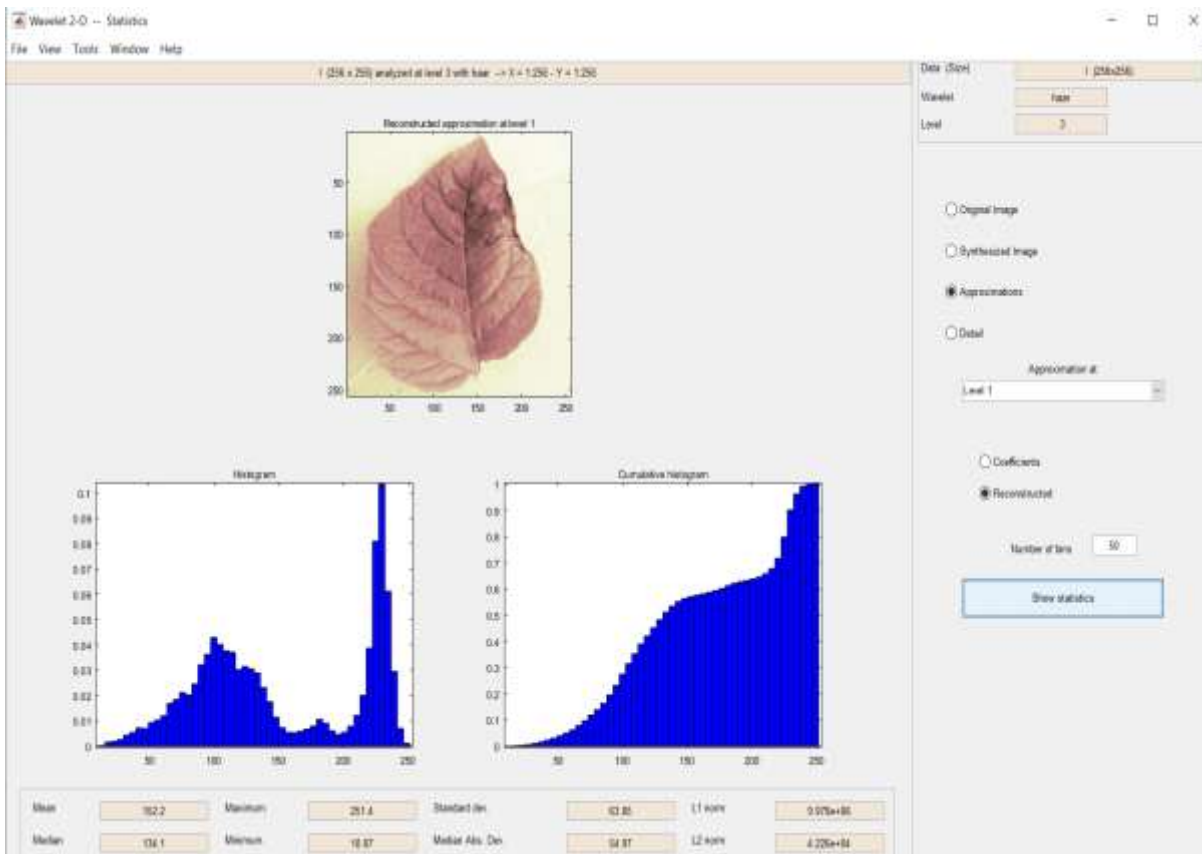 Wavelet 2-D -- Statistics
File View Tools Window Help
I (256 x 256) analyzed at level 3 with haar --> X = 1:256 - Y = 1:256
Data (Size) I (256x256)
Wavelet haar
Level 3
Reconstructed approximation at level 1
50
100
150
200
250
50 100 150 200 250
Original Image
Synthesized Image
Approximations
Detail
Approximation at
Level 1
Coefficients
Reconstructed
Number of bins 50
Show statistics
Histogram
0.1
0.09
0.08
0.07
0.06
0.05
0.04
0.03
0.02
0.01
0
50 100 150 200 250
Cumulative histogram
1
0.9
0.8
0.7
0.6
0.5
0.4
0.3
0.2
0.1
0
50 100 150 200 250
Mean Maximum 251.4 Standard dev. 63.85 L1 norm
Median 134.1 Minimum Median Abs. Dev. L2 norm